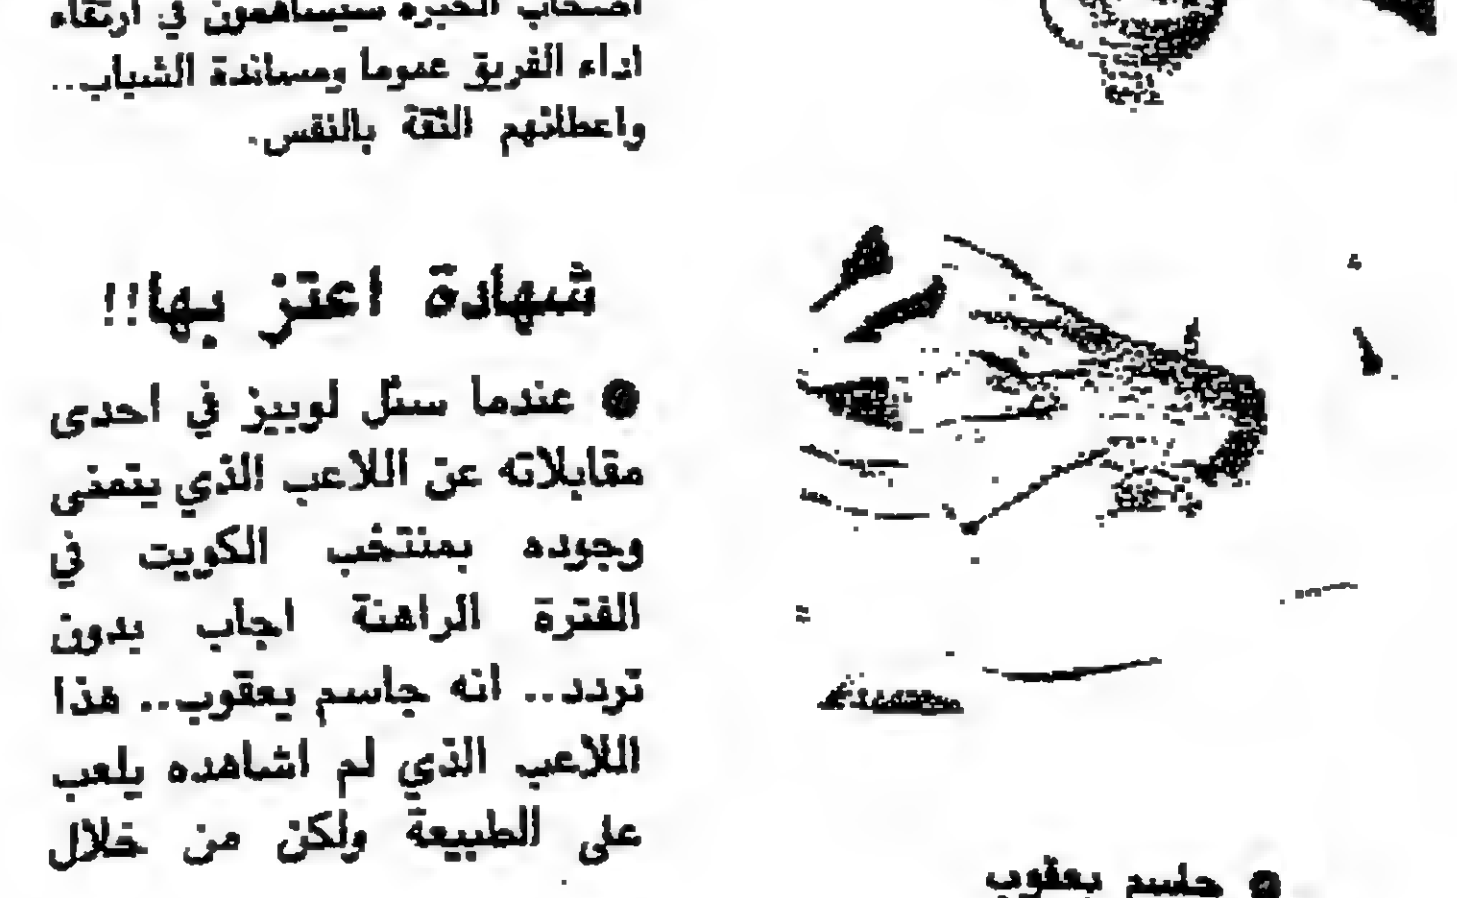 اصحاب الخبره سيساهمون في ارتقاء
اداء الفريق عموما ومساندة الشباب..
واعطائهم الثقة بالنفس.
شهادة اعتز بها!!
● عندما سئل لوبيز في احدى
مقابلاته عن اللاعب الذي يتمنى
وجوده بمنتخب الكويت في
الفترة الراهنة اجاب بدون
تردد.. انه جاسم يعقوب.. هذا
اللاعب الذي لم اشاهده يلعب
على الطبيعة ولكن من خلال
● جاسم يعقوب